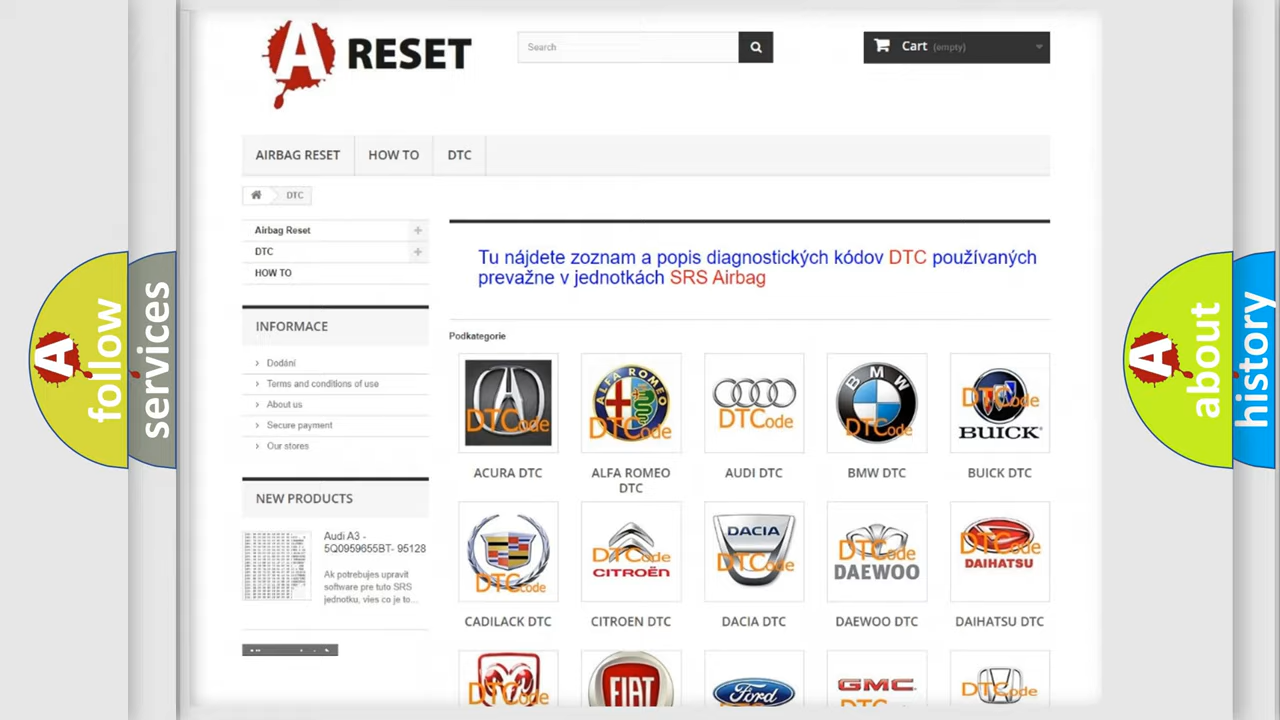 A RESET
Search
Cart (empty)
AIRBAG RESET
HOW TO
DTC
DTC
Airbag Reset
DTC
HOW TO
INFORMACE
Dodání
Terms and conditions of use
About us
Secure payment
Our stores
NEW PRODUCTS
Audi A3 -
5Q0959655BT- 95128
Ak potrebujes upravit
software pre tuto SRS
jednotku, vies co je to...
Tu nájdete zoznam a popis diagnostických kódov DTC používaných
prevažne v jednotkách SRS Airbag
Podkategorie
DTCode
ALFA ROMEO
DTCode
DTCode
BMW
DTCode
DTCode
BUICK
ACURA DTC
ALFA ROMEO
DTC
AUDI DTC
BMW DTC
BUICK DTC
DTCode
DTCode
CITROËN
DACIA
DTCode
DTCode
DAEWOO
DTCode
DAIHATSU
CADILACK DTC
CITROEN DTC
DACIA DTC
DAEWOO DTC
DAIHATSU DTC
DTCode
FIAT
Ford
GMC
DTCode
A follow
services
A about
history